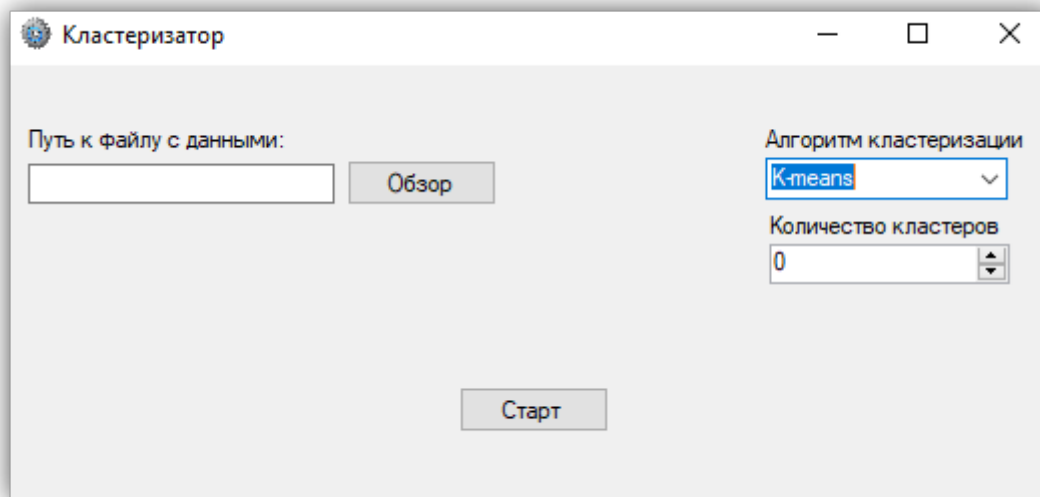 Кластеризатор
Путь к файлу с данными:
Обзор
Алгоритм кластеризации
K-means
Количество кластеров
0
Старт